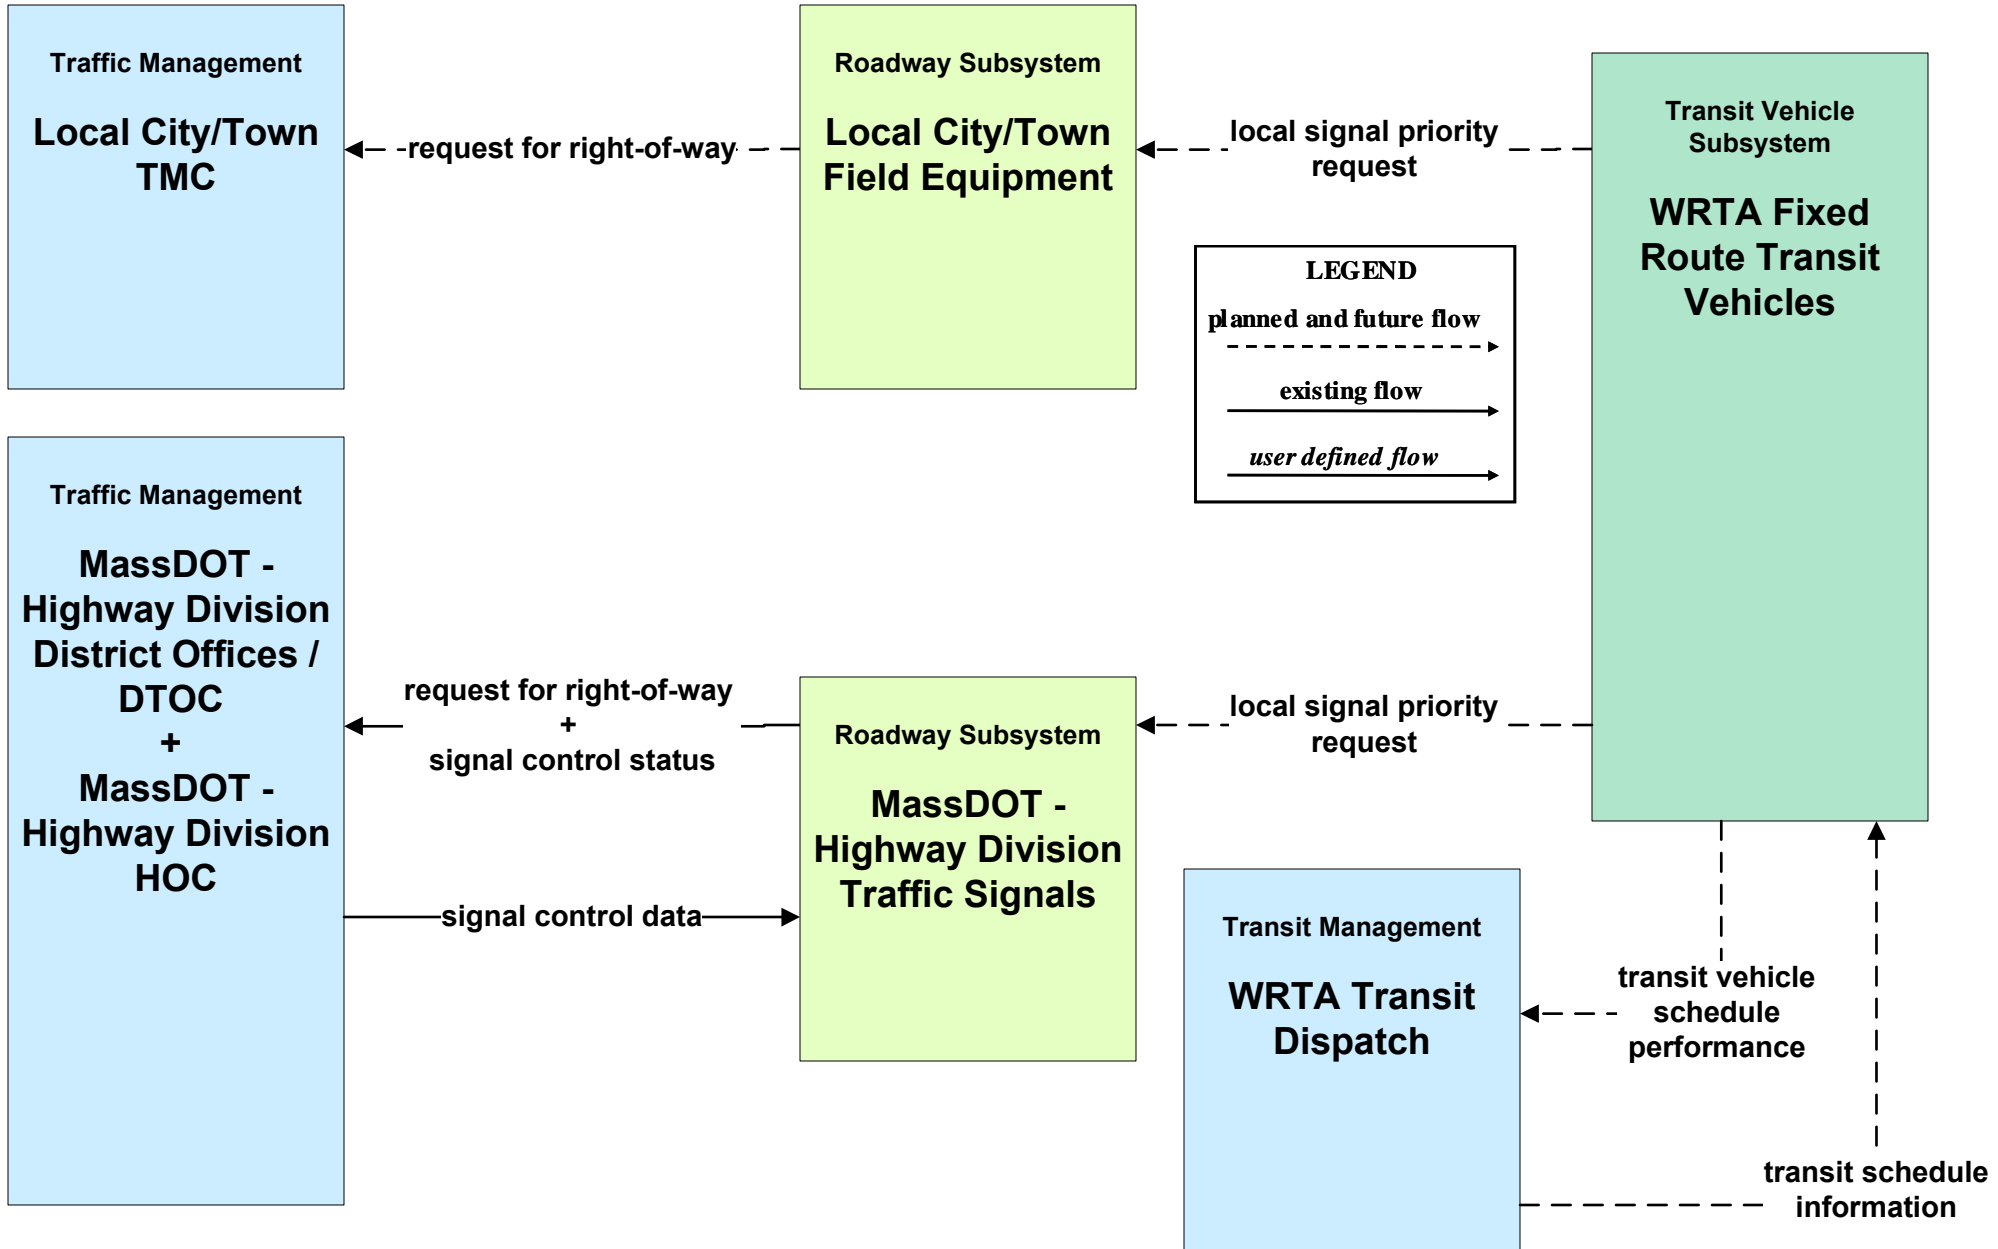 Traffic Management
Local City/Town
TMC
request for right-of-way
Roadway Subsystem
Local City/Town
Field Equipment
local signal priority
request
Transit Vehicle
Subsystem
WRTA Fixed
Route Transit
Vehicles
LEGEND
planned and future flow
existing flow
user defined flow
Traffic Management
MassDOT -
Highway Division
District Offices /
DTOC
+
MassDOT -
Highway Division
HOC
request for right-of-way
+
signal control status
signal control data
Roadway Subsystem
MassDOT -
Highway Division
Traffic Signals
local signal priority
request
Transit Management
WRTA Transit
Dispatch
transit vehicle
schedule
performance
transit schedule
information